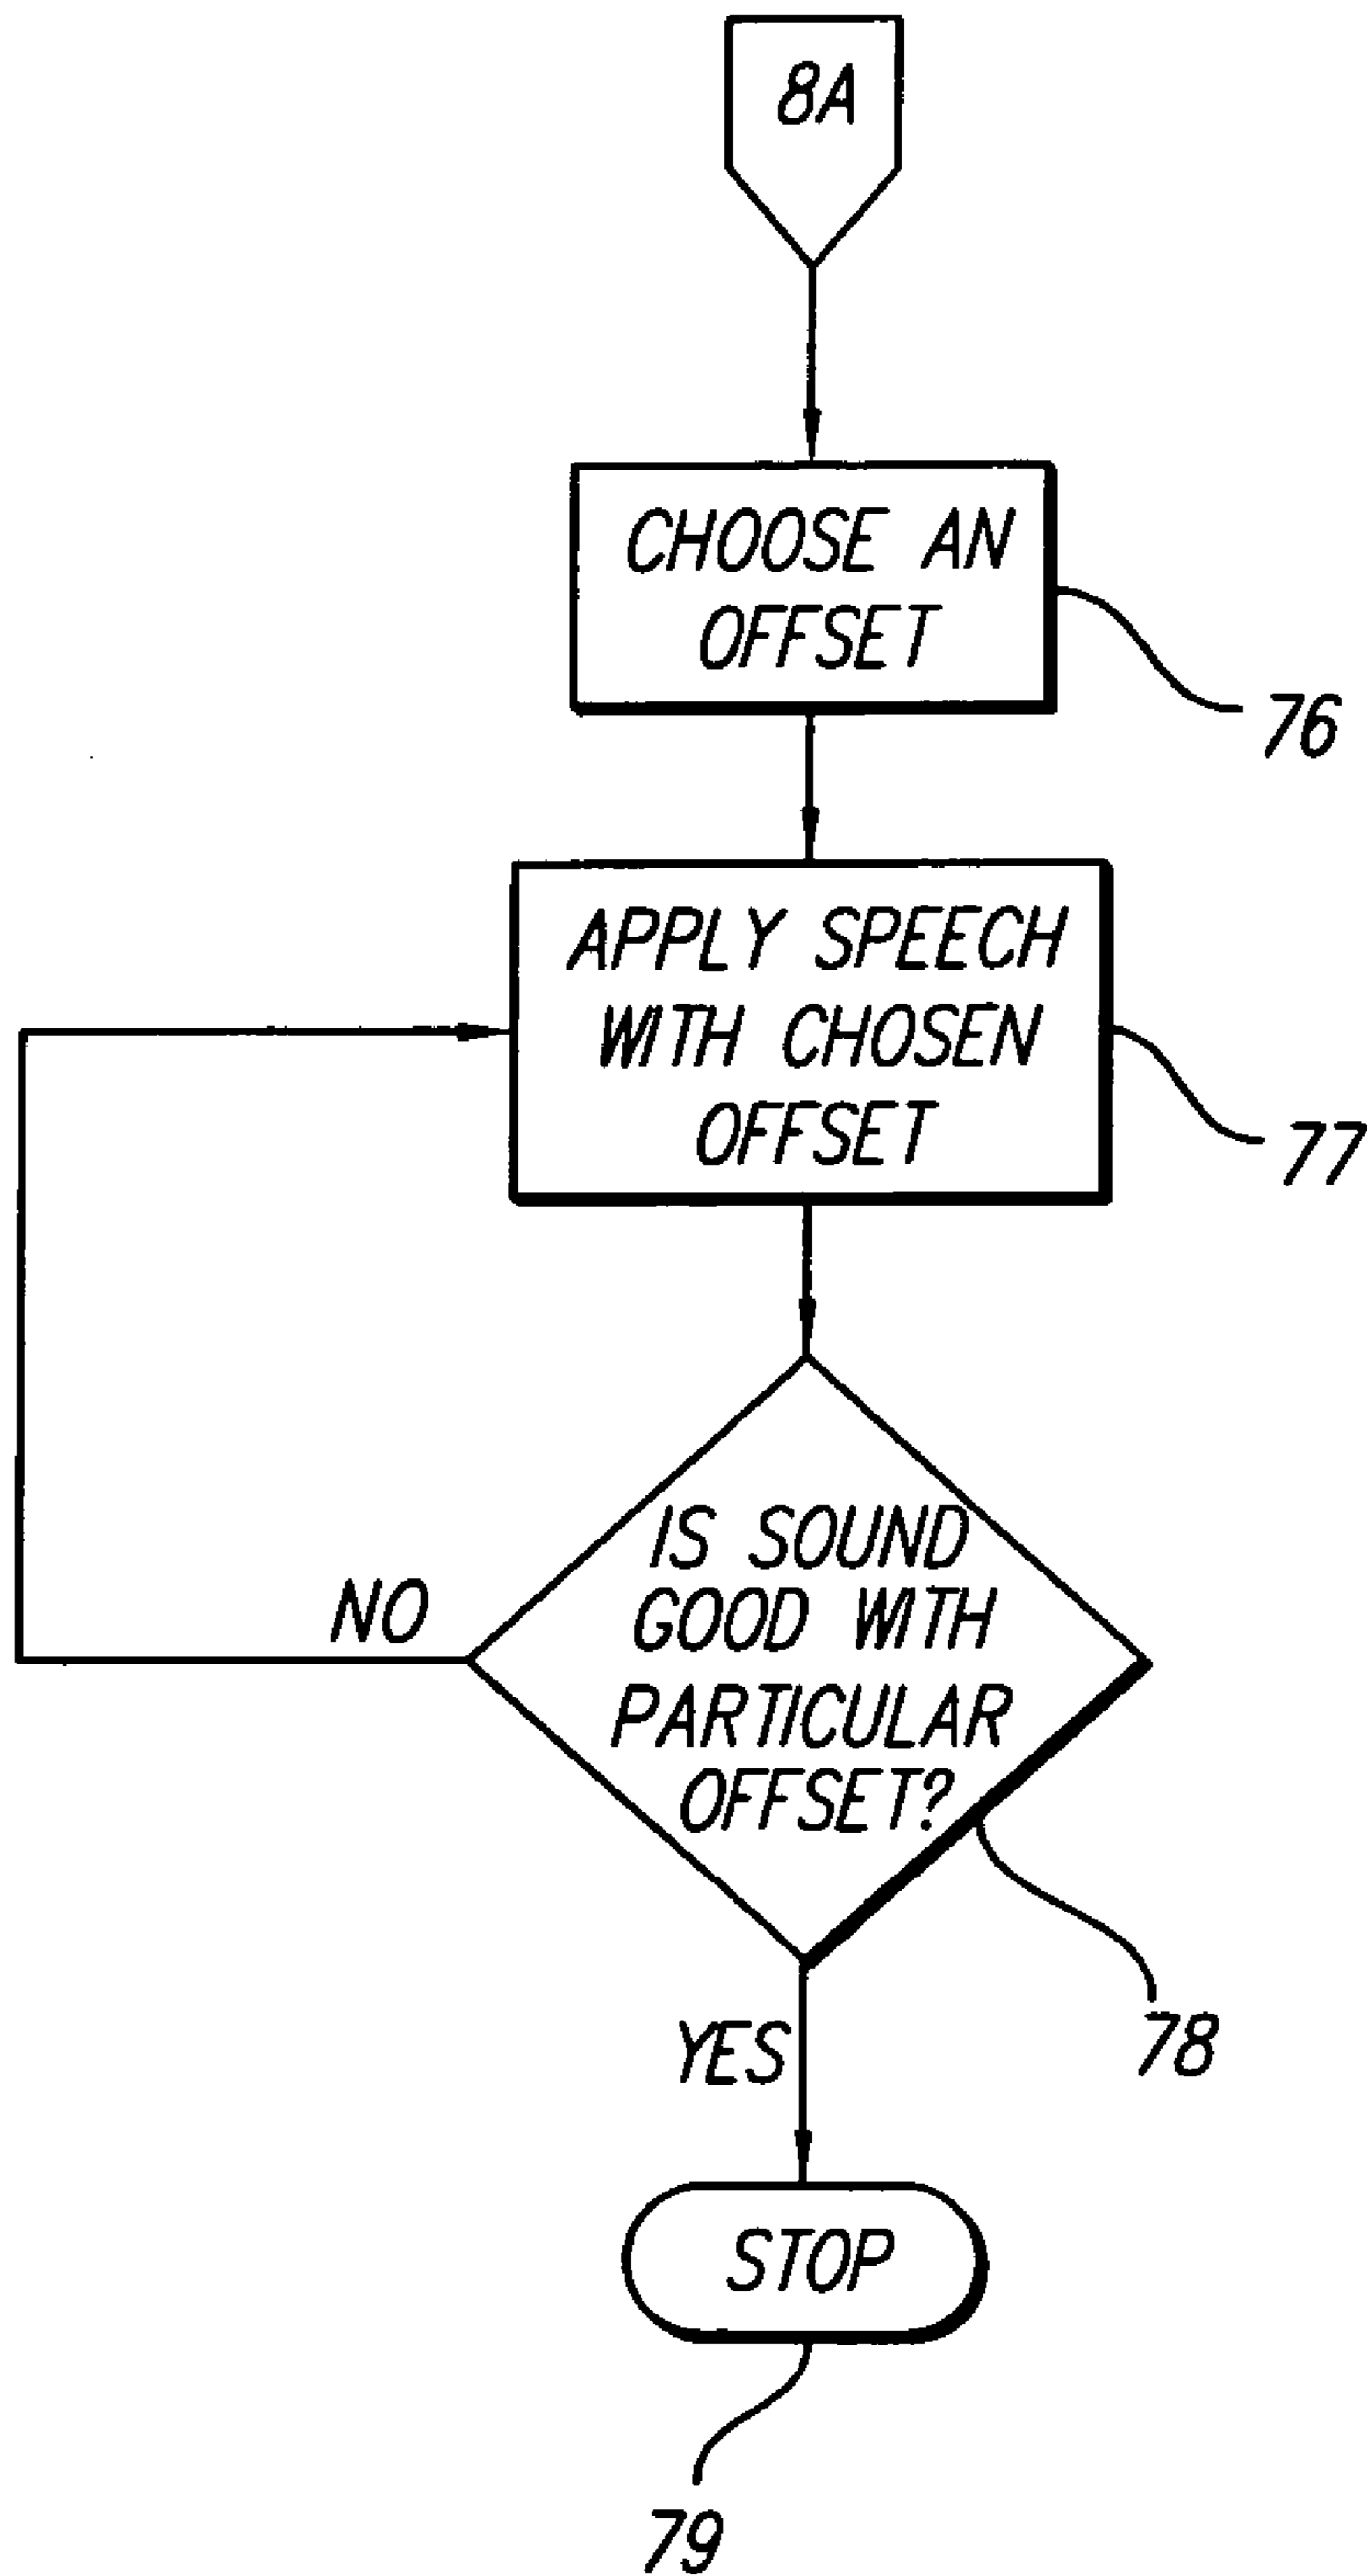 8A
CHOOSE AN
OFFSET
76
APPLY SPEECH
WITH CHOSEN
OFFSET
77
IS SOUND
GOOD WITH
PARTICULAR
OFFSET?
NO
78
YES
STOP
79